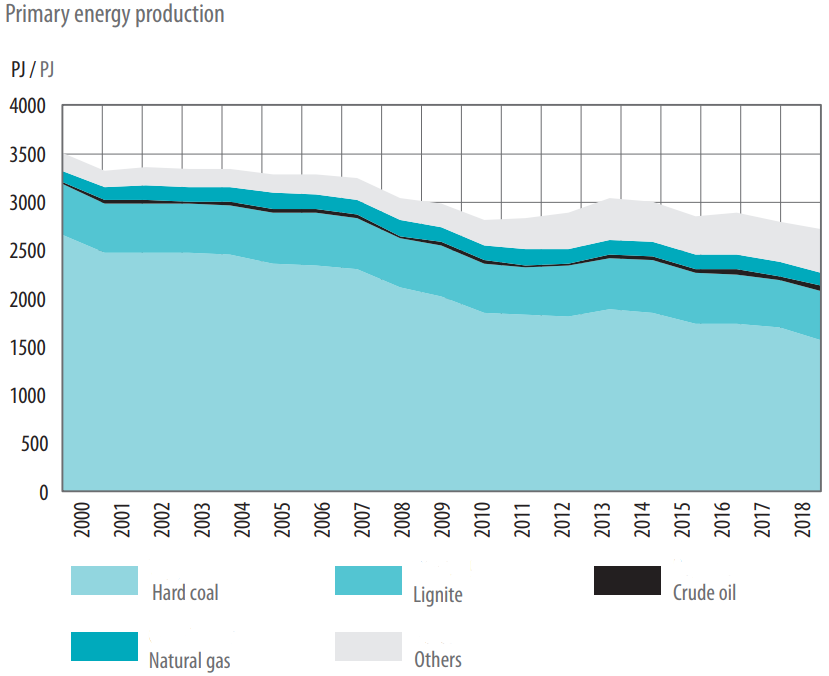 Primary energy production
PJ / PJ
4000
3500
3000
2500
2000
1500
1000
500
0
2000 2001 2002 2003 2004 2005 2006 2007 2008 2009 2010 2011 2012 2013 2014 2015 2016 2017 2018
Hard coal Lignite Crude oil
Natural gas Others